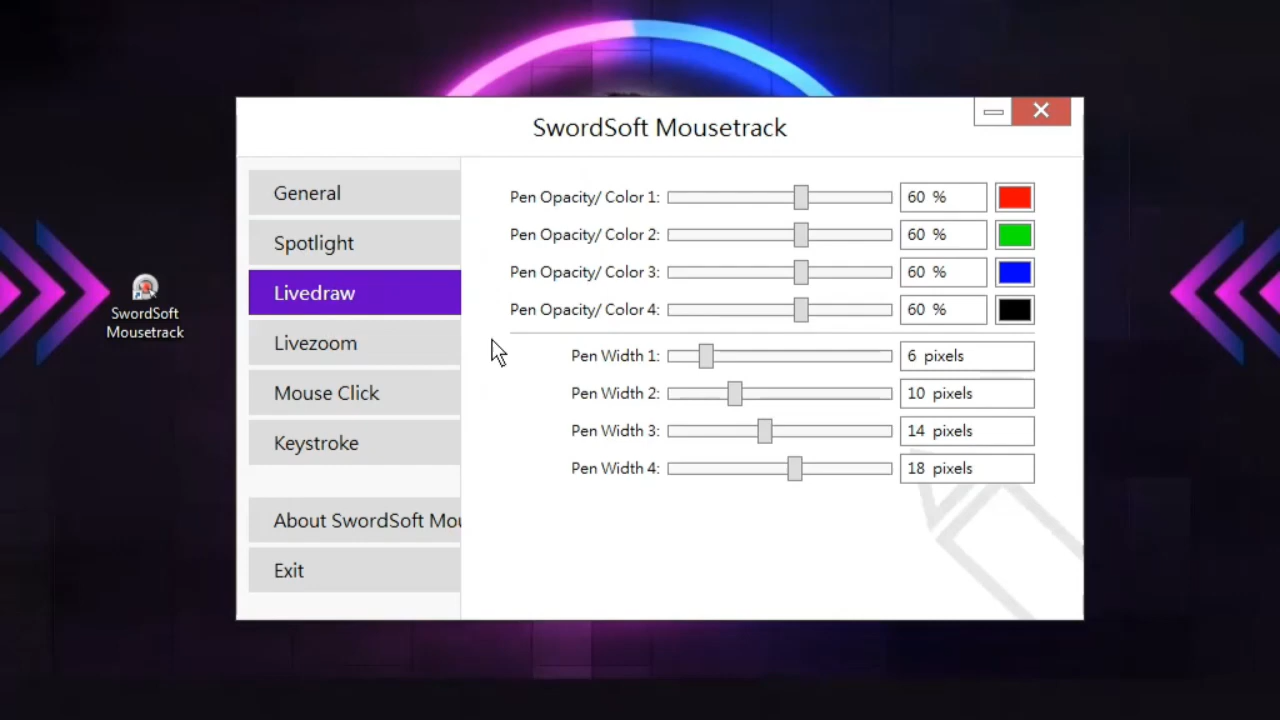 SwordSoft Mousetrack
General
Spotlight
Livedraw
Livezoom
Mouse Click
Keystroke
About SwordSoft Mou
Exit
Pen Opacity/ Color 1: 60 %
Pen Opacity/ Color 2: 60 %
Pen Opacity/ Color 3: 60 %
Pen Opacity/ Color 4: 60 %
Pen Width 1: 6 pixels
Pen Width 2: 10 pixels
Pen Width 3: 14 pixels
Pen Width 4: 18 pixels
SwordSoft
Mousetrack